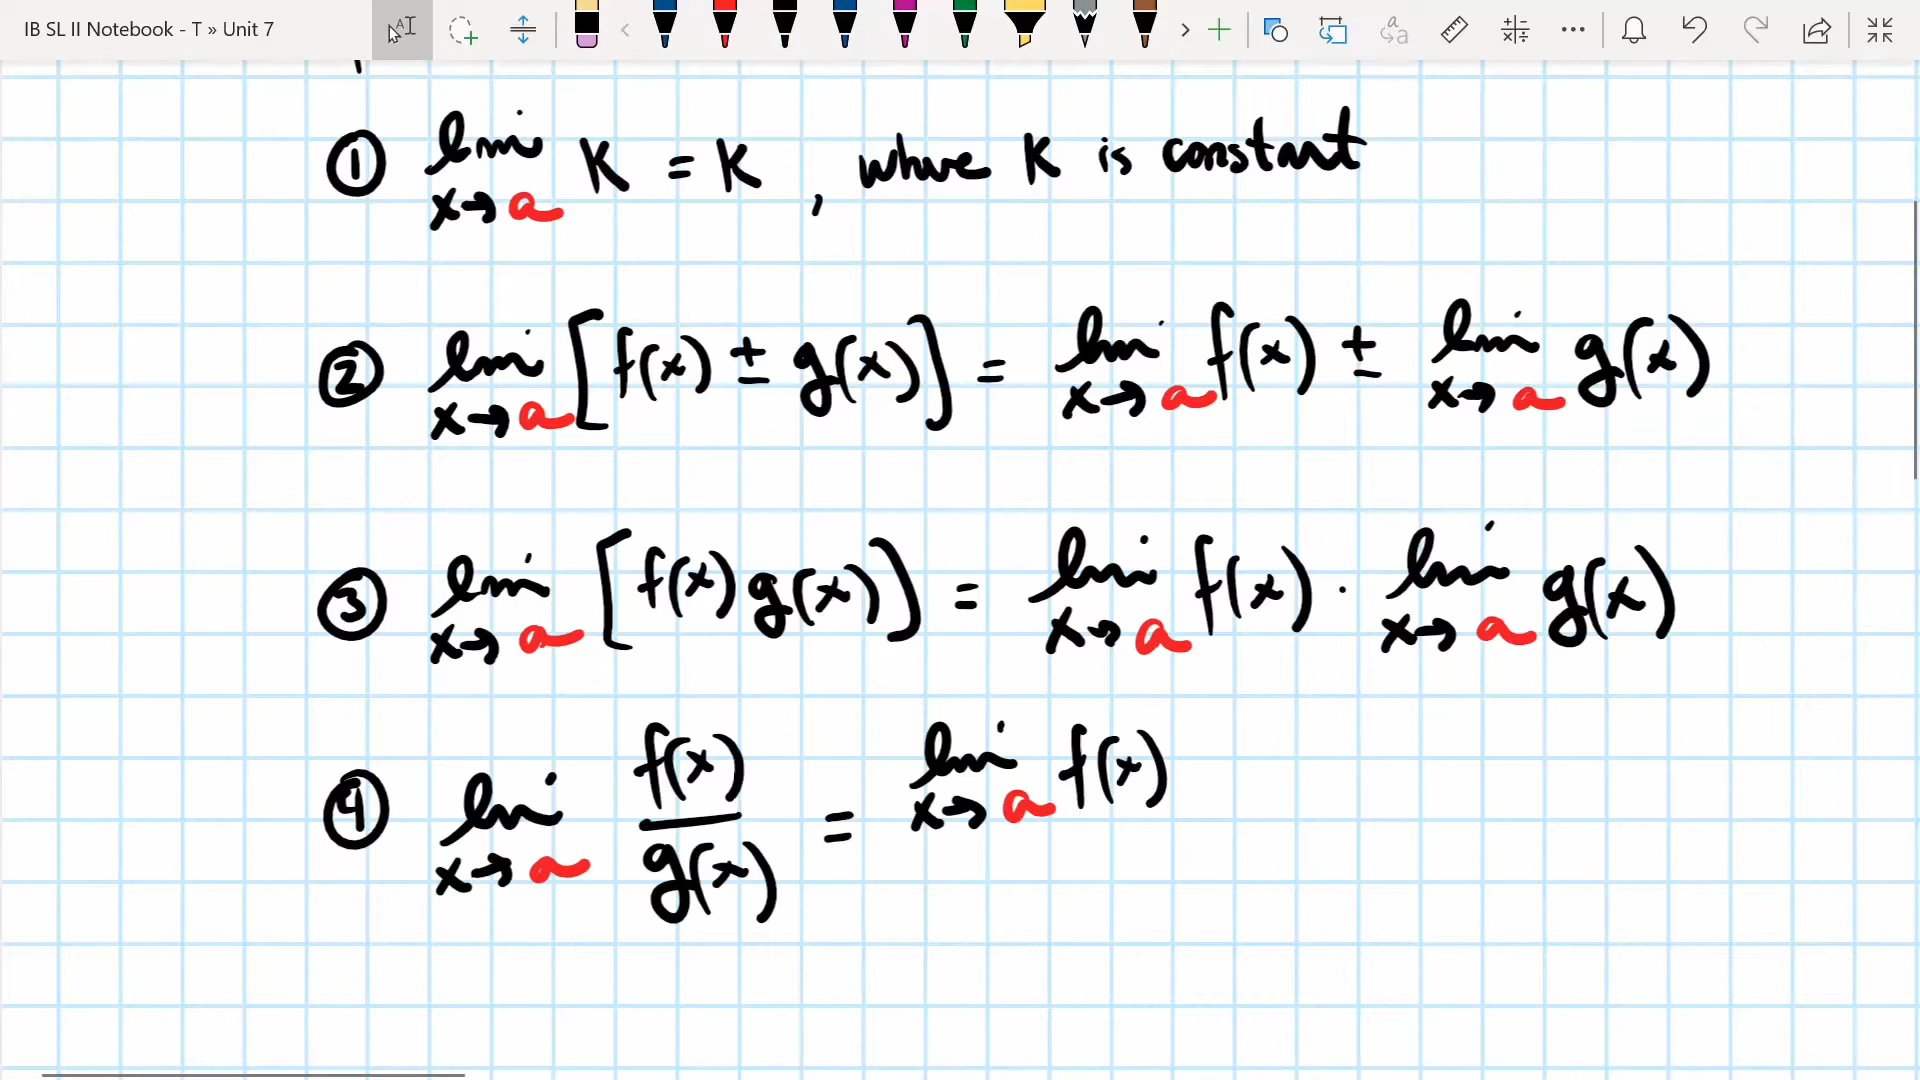 IB SL II Notebook - T » Unit 7
① lim x→a K = K , where K is constant
② lim x→a [f(x) ± g(x)] = lim x→a f(x) ± lim x→a g(x)
③ lim x→a [f(x)g(x)] = lim x→a f(x) · lim x→a g(x)
④ lim x→a f(x)/g(x) = lim x→a f(x)